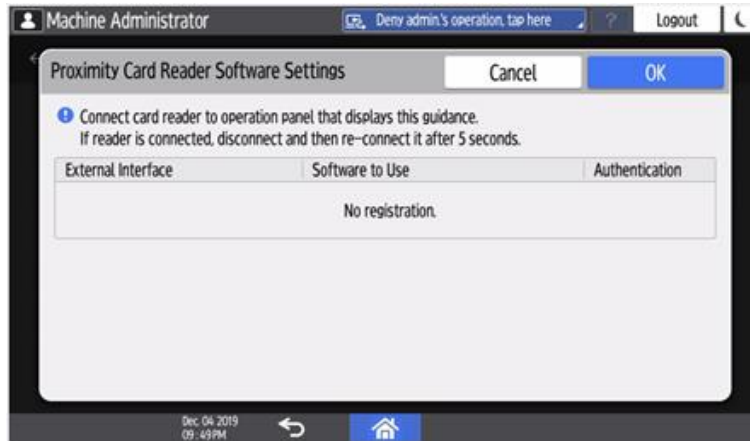 Machine Administrator
Deny admin.'s operation, tap here
?
Logout
Proximity Card Reader Software Settings
Cancel
OK
Connect card reader to operation panel that displays this guidance.
If reader is connected, disconnect and then re-connect it after 5 seconds.
External Interface
Software to Use
Authentication
No registration.
Dec. 04 2019
09:49PM